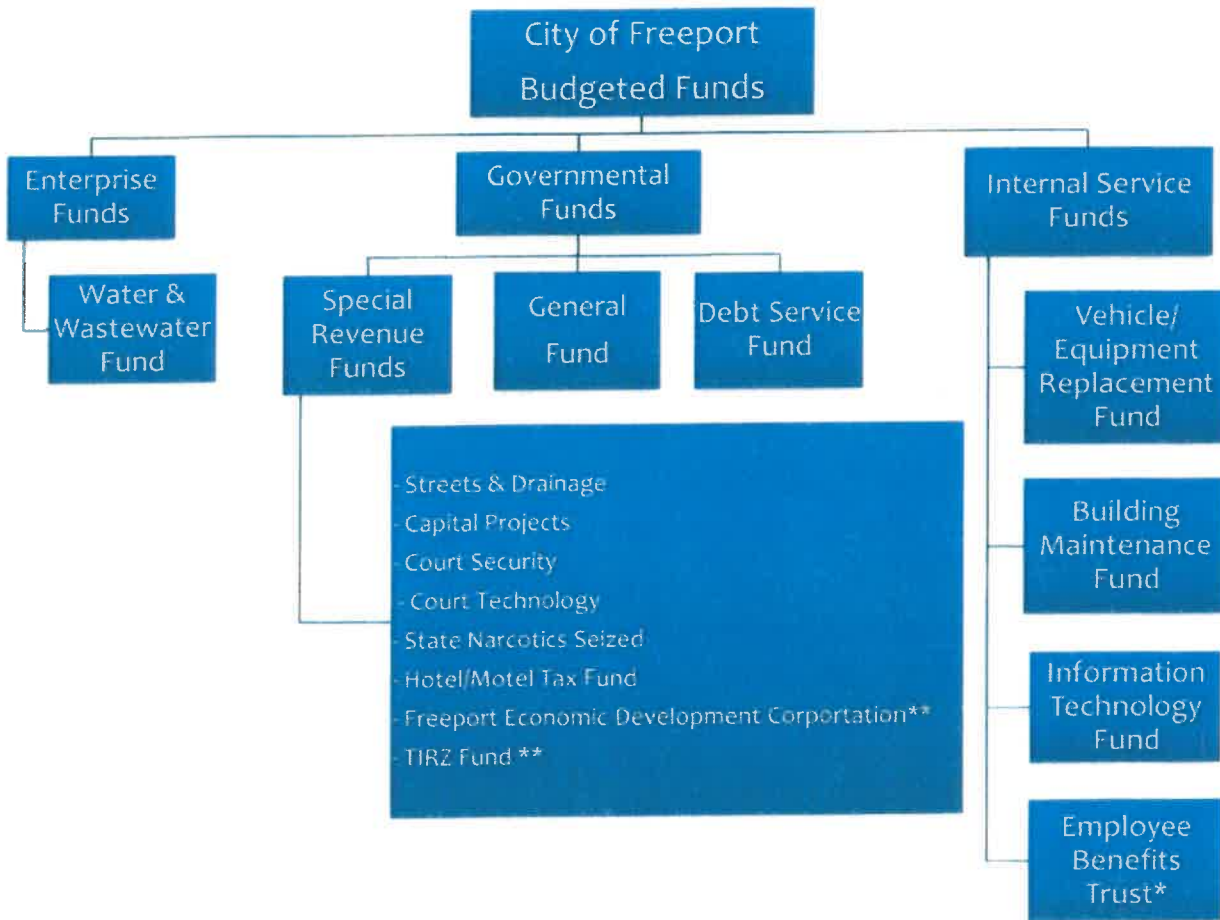 City of Freeport
Budgeted Funds
Enterprise
Funds
Water &
Wastewater
Fund
Governmental
Funds
Special
Revenue
Funds
General
Fund
Debt Service
Fund
- Streets & Drainage
- Capital Projects
- Court Security
- Court Technology
- State Narcotics Seized
- Hotel/Motel Tax Fund
- Freeport Economic Development Corportation**
- TIRZ Fund **
Internal Service
Funds
Vehicle/
Equipment
Replacement
Fund
Building
Maintenance
Fund
Information
Technology
Fund
Employee
Benefits
Trust*